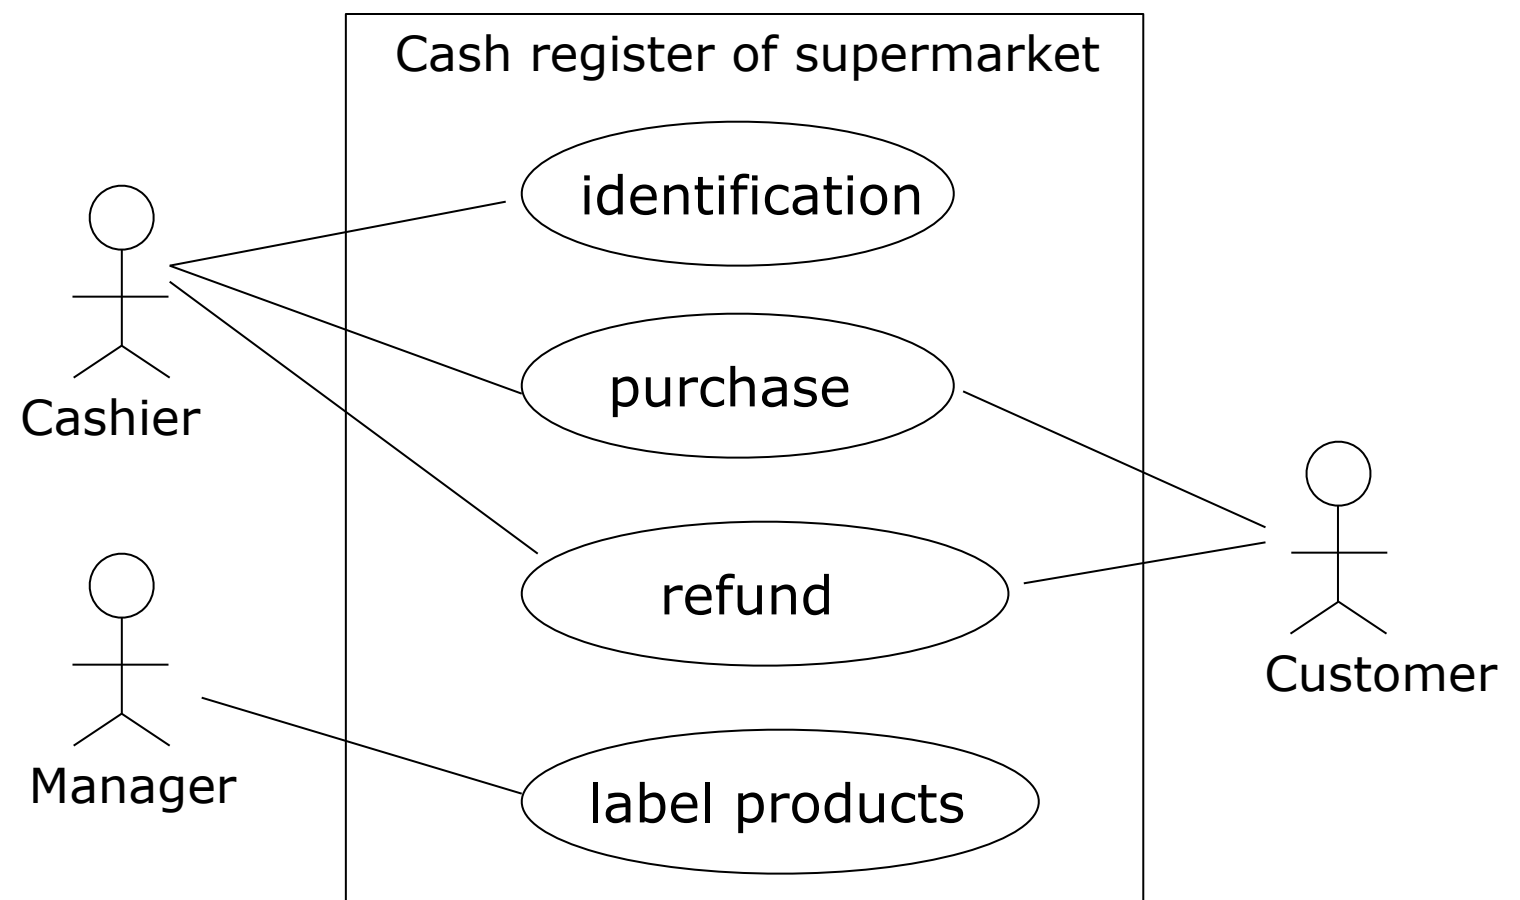 Cash register of supermarket
identification
purchase
Cashier
refund
Customer
Manager
label products